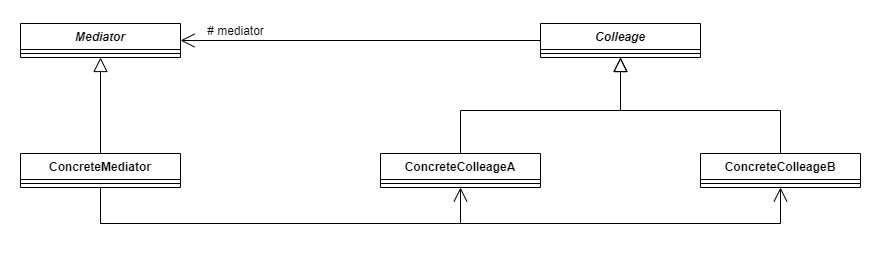 Mediator
# mediator
Colleage
ConcreteMediator
ConcreteColleageA
ConcreteColleageB